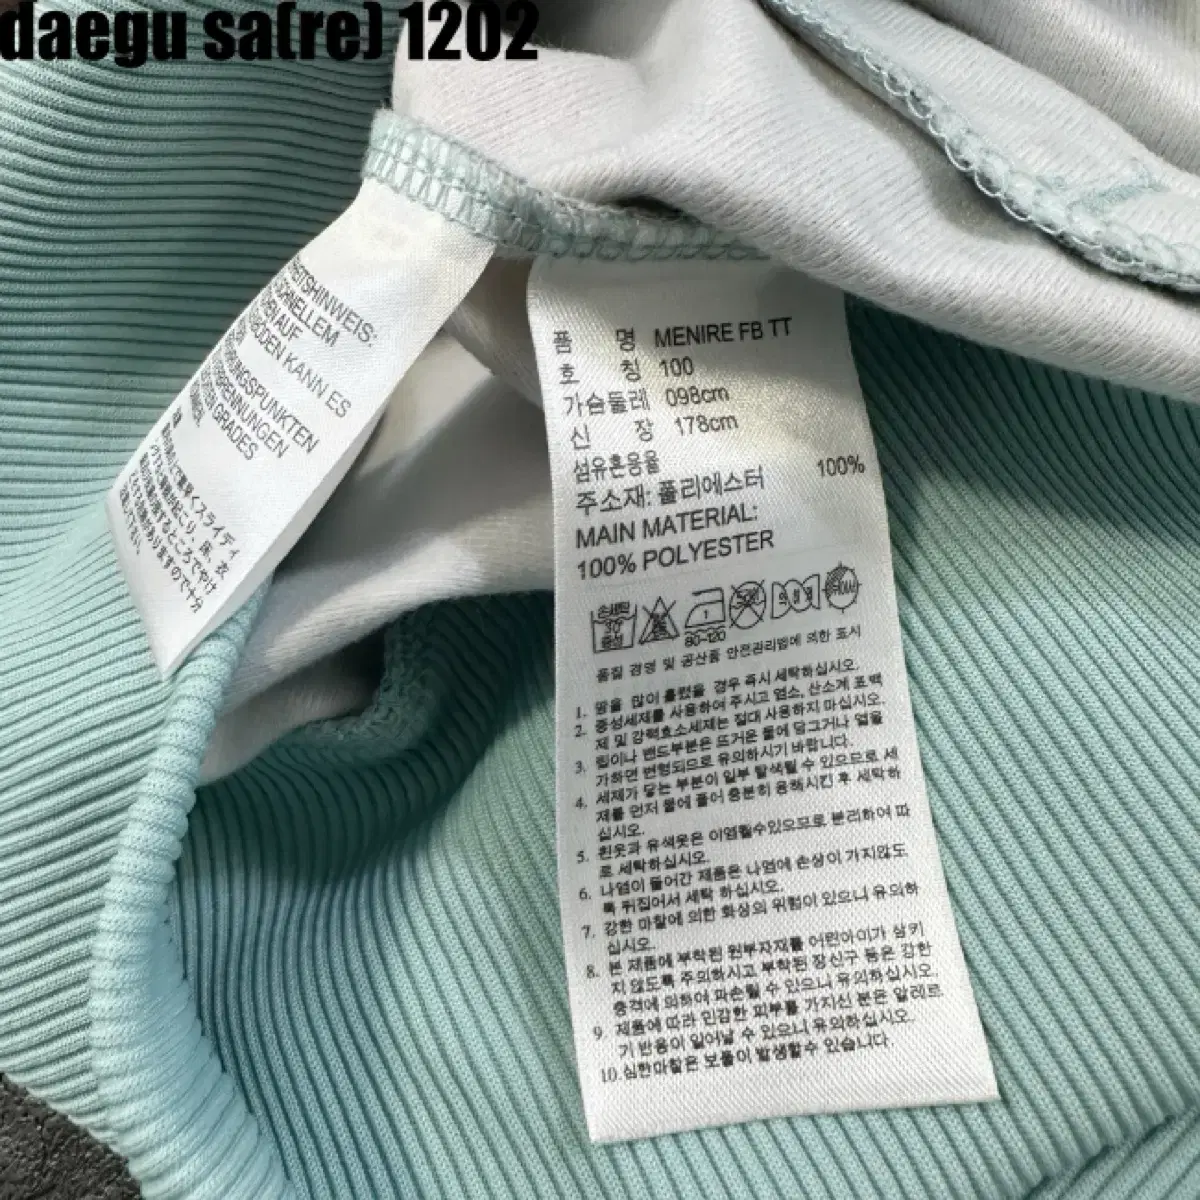 daegu sa(re) 1202
SCHNELLEM
KANN ES
GRADES
품 명 MENIRE FB TT
호 칭 100
가슴둘레 098cm
신 장 178cm
섬유혼용율
주소재: 폴리에스터 100%
MAIN MATERIAL:
100% POLYESTER
손세탁
30°
중성
80~120
품질 경영 및 공산품 안전관리법에 의한 표시
1. 땀을 많이 흘렸을 경우 즉시 세탁하십시오.
2. 중성세제를 사용하여 주시고 염소, 산소계 표백
제 및 강력효소세제는 절대 사용하지 마십시오.
3. 립이나 밴드부분은 뜨거운 물에 담그거나 열을
가하면 변형되므로 유의하시기 바랍니다.
4. 세제가 닿는 부분이 일부 탈색될 수 있으므로 세
제를 먼저 물에 풀어 충분히 용해시킨 후 세탁하
십시오.
5. 흰옷과 유색옷은 이염될수있으므로 분리하여 따
로 세탁하십시오.
6. 나염이 들어간 제품은 나염에 손상이 가지않도
록 뒤집어서 세탁 하십시오.
7. 강한 마찰에 의한 화상의 위험이 있으니 유의하
십시오.
8. 본 제품에 부착된 원부자재를 어린아이가 삼키
지 않도록 주의하시고 부착된 장신구 등은 강한
충격에 의하여 파손될 수 있으니 유의하십시오.
9. 제품에 따라 민감한 피부를 가지신 분은 알레르
기 반응이 일어날 수 있으니 유의하십시오.
10.심한마찰은 보풀이 발생할수 있습니다.